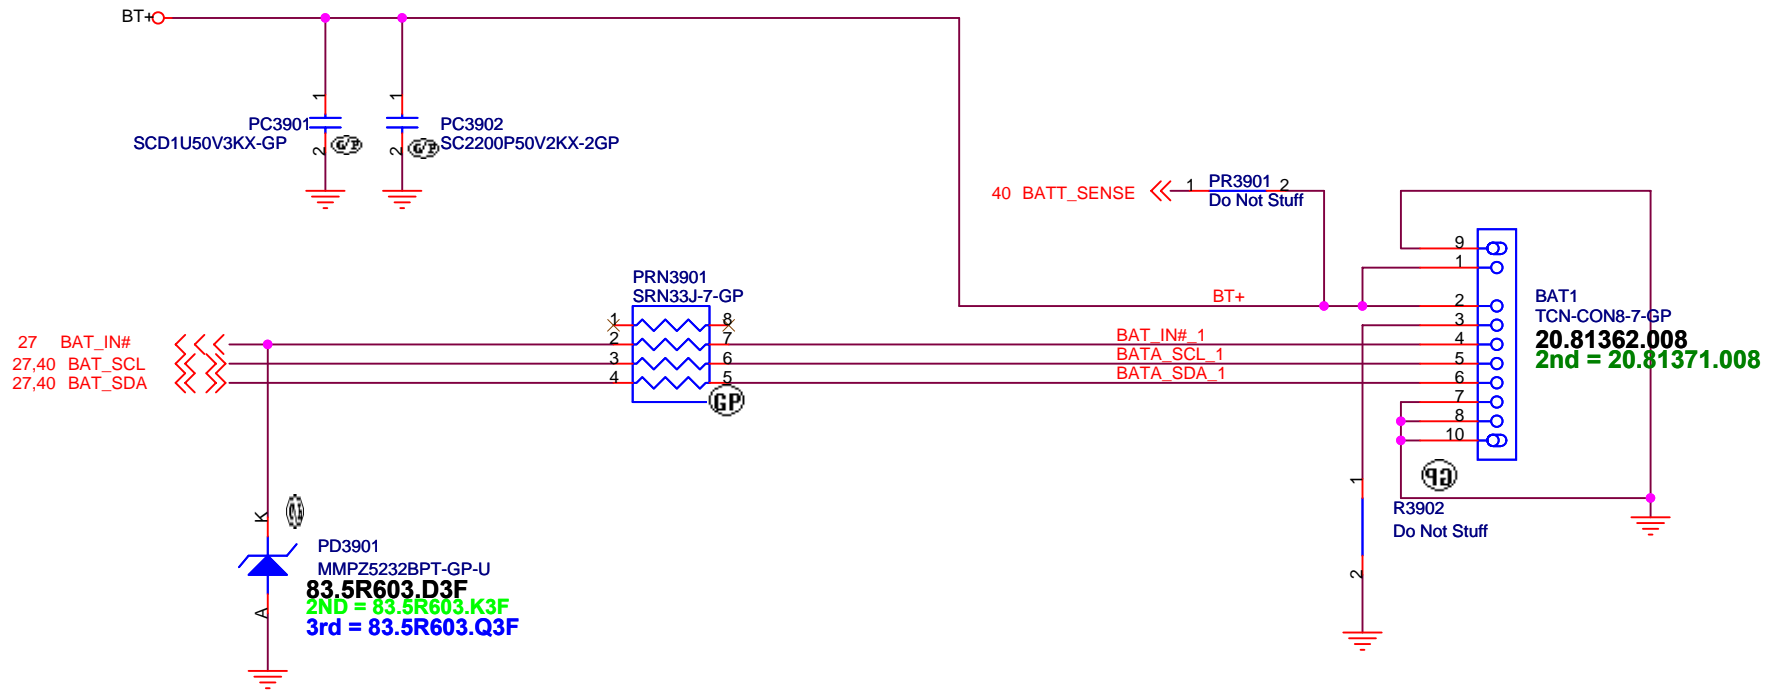 BT+
1
1
PC3901
SCD1U50V3KX-GP
2
G/P
PC3902
SC2200P50V2KX-2GP
2
G/P
40 BATT_SENSE
1
PR3901
2
Do Not Stuff
9
1
BT+
2
BAT1
TCN-CON8-7-GP
20.81362.008
2nd = 20.81371.008
3
4
5
6
7
8
10
PRN3901
SRN33J-7-GP
1
8
27 BAT_IN#
2
7
BAT_IN#_1
27,40 BAT_SCL
3
6
BATA_SCL_1
27,40 BAT_SDA
4
5
BATA_SDA_1
GP
GP
1
R3902
Do Not Stuff
2
K
PD3901
MMPZ5232BPT-GP-U
83.5R603.D3F
2ND = 83.5R603.K3F
3rd = 83.5R603.Q3F
A